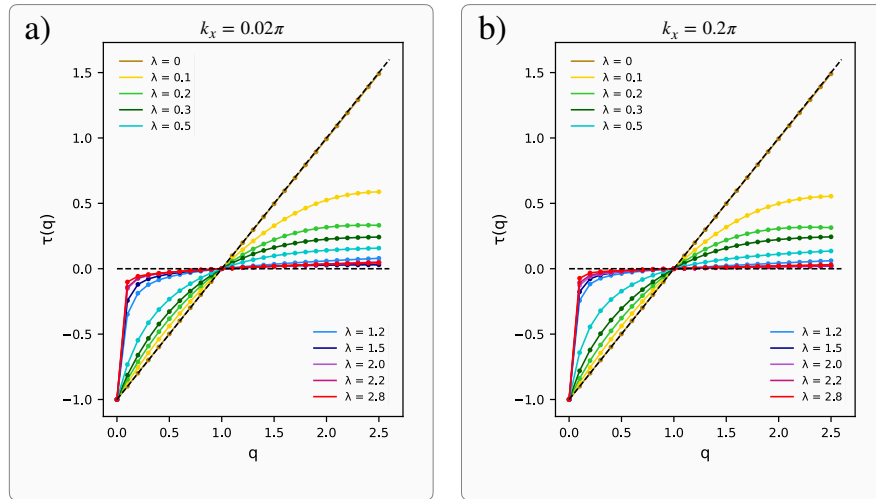 a)
k_x = 0.02π
λ = 0
λ = 0.1
λ = 0.2
λ = 0.3
λ = 0.5
1.5
1.0
0.5
0.0
−0.5
−1.0
τ(q)
λ = 1.2
λ = 1.5
λ = 2.0
λ = 2.2
λ = 2.8
0.0 0.5 1.0 1.5 2.0 2.5
q
b)
k_x = 0.2π
λ = 0
λ = 0.1
λ = 0.2
λ = 0.3
λ = 0.5
1.5
1.0
0.5
0.0
−0.5
−1.0
τ(q)
λ = 1.2
λ = 1.5
λ = 2.0
λ = 2.2
λ = 2.8
0.0 0.5 1.0 1.5 2.0 2.5
q